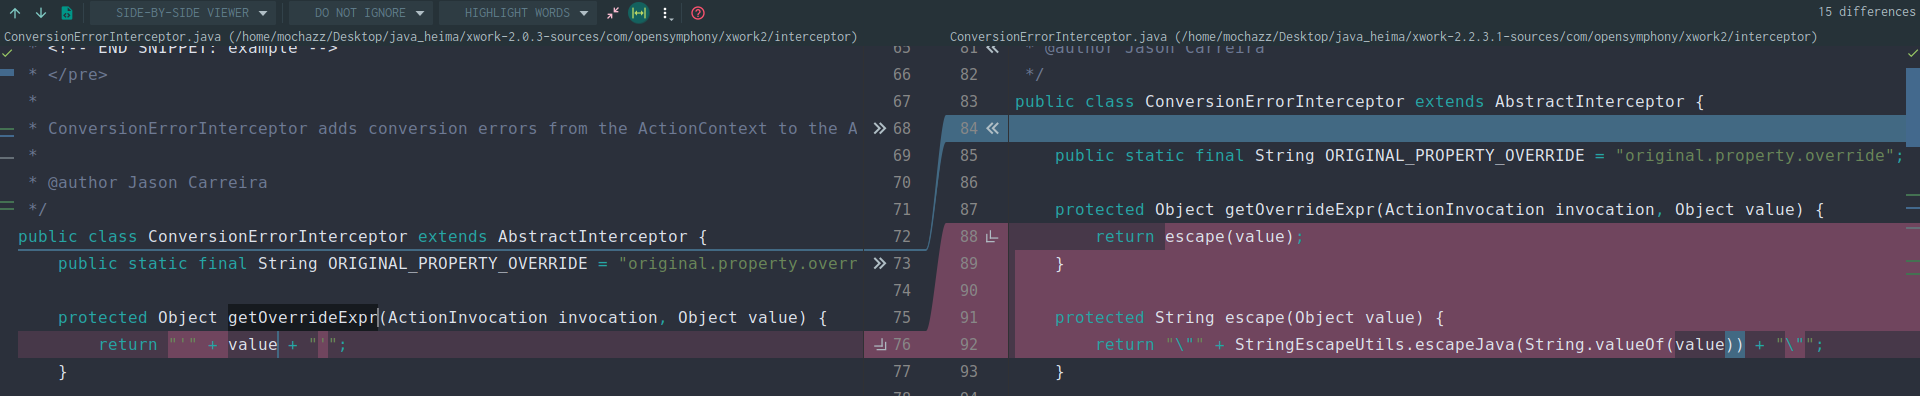 SIDE-BY-SIDE VIEWER DO NOT IGNORE HIGHLIGHT WORDS 15 differences
ConversionErrorInterceptor.java (/home/mochazz/Desktop/java_heima/xwork-2.0.3-sources/com/opensymphony/xwork2/interceptor)
* <!-- END SNIPPET: example --> 65
* </pre> 66
* 67
* ConversionErrorInterceptor adds conversion errors from the ActionContext to the A 68
* 69
* @author Jason Carreira 70
*/ 71
public class ConversionErrorInterceptor extends AbstractInterceptor { 72
public static final String ORIGINAL_PROPERTY_OVERRIDE = "original.property.overr 73
74
protected Object getOverrideExpr(ActionInvocation invocation, Object value) { 75
return "'" + value + "'"; 76
} 77
ConversionErrorInterceptor.java (/home/mochazz/Desktop/java_heima/xwork-2.2.3.1-sources/com/opensymphony/xwork2/interceptor)
81 * @author Jason Carreira
82 */
83 public class ConversionErrorInterceptor extends AbstractInterceptor {
84
85 public static final String ORIGINAL_PROPERTY_OVERRIDE = "original.property.override";
86
87 protected Object getOverrideExpr(ActionInvocation invocation, Object value) {
88 return escape(value);
89 }
90
91 protected String escape(Object value) {
92 return "\"" + StringEscapeUtils.escapeJava(String.valueOf(value)) + "\"";
93 }